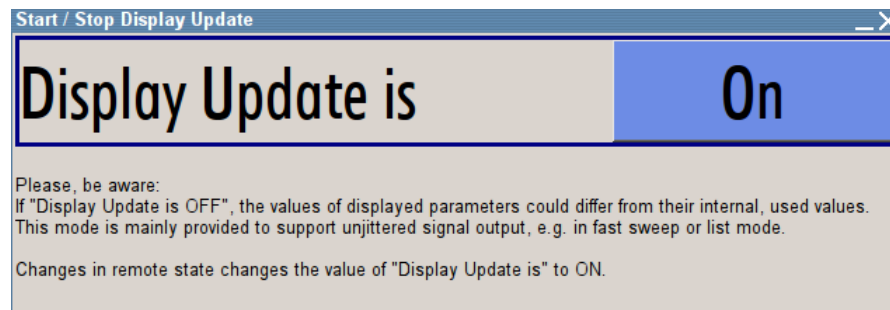 Start / Stop Display Update
Display Update is On
Please, be aware:
If "Display Update is OFF", the values of displayed parameters could differ from their internal, used values.
This mode is mainly provided to support unjittered signal output, e.g. in fast sweep or list mode.
Changes in remote state changes the value of "Display Update is" to ON.